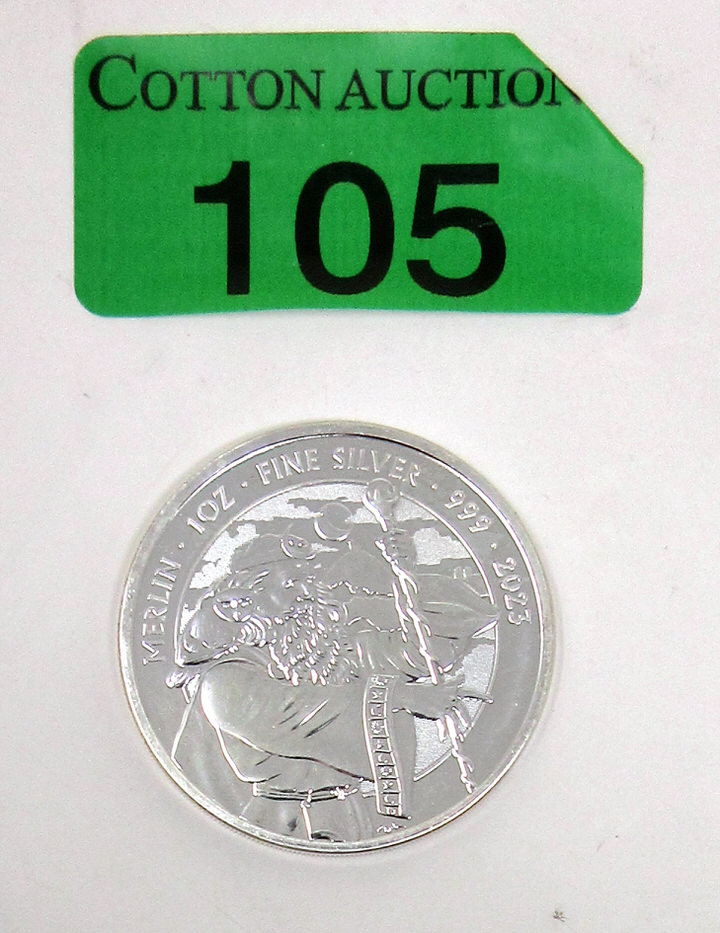 COTTON AUCTION
105
MERLIN · 1OZ · FINE SILVER · 999 · 2023